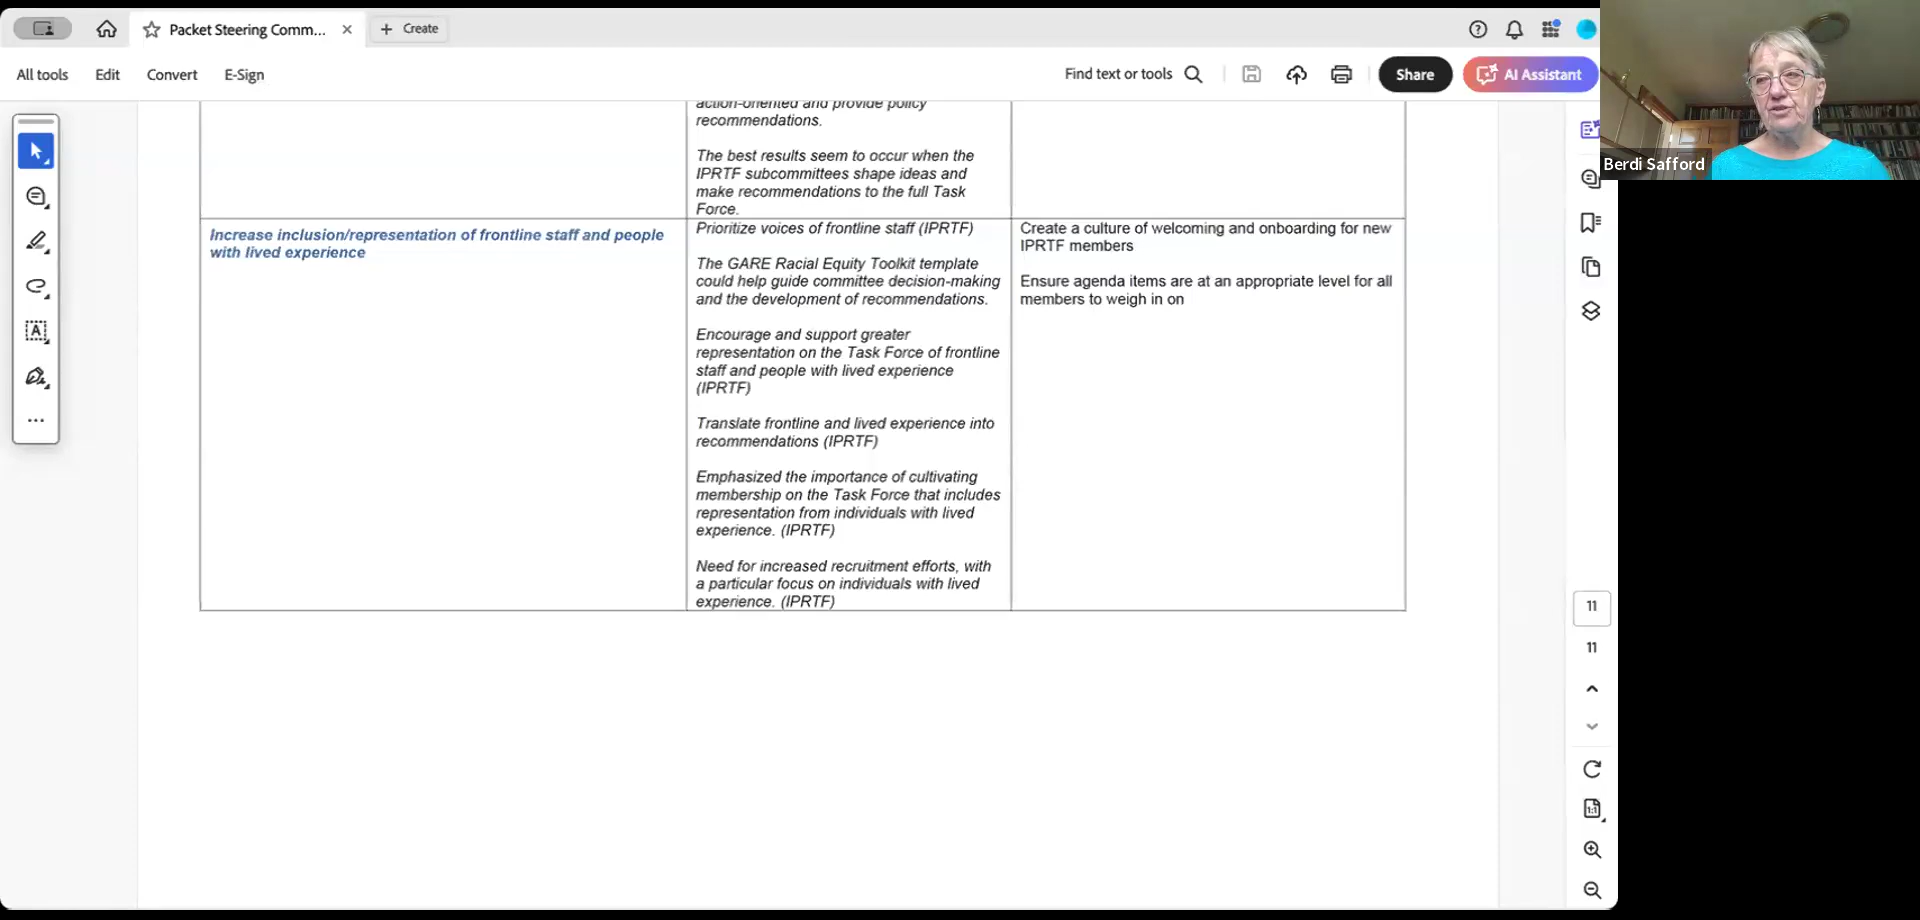 Packet Steering Comm...
Create
All tools
Edit
Convert
E-Sign
Find text or tools
Share
AI Assistant
Berdi Safford
action-oriented and provide policy
recommendations.
The best results seem to occur when the
IPRTF subcommittees shape ideas and
make recommendations to the full Task
Force.
Increase inclusion/representation of frontline staff and people
with lived experience
Prioritize voices of frontline staff (IPRTF)
The GARE Racial Equity Toolkit template
could help guide committee decision-making
and the development of recommendations.
Encourage and support greater
representation on the Task Force of frontline
staff and people with lived experience
(IPRTF)
Translate frontline and lived experience into
recommendations (IPRTF)
Emphasized the importance of cultivating
membership on the Task Force that includes
representation from individuals with lived
experience. (IPRTF)
Need for increased recruitment efforts, with
a particular focus on individuals with lived
experience. (IPRTF)
Create a culture of welcoming and onboarding for new
IPRTF members
Ensure agenda items are at an appropriate level for all
members to weigh in on
11
11
1:1